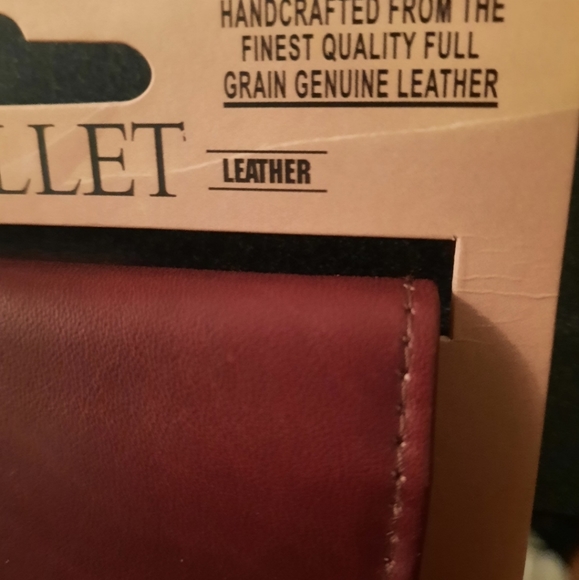 HANDCRAFTED FROM THE
FINEST QUALITY FULL
GRAIN GENUINE LEATHER
LLET
LEATHER